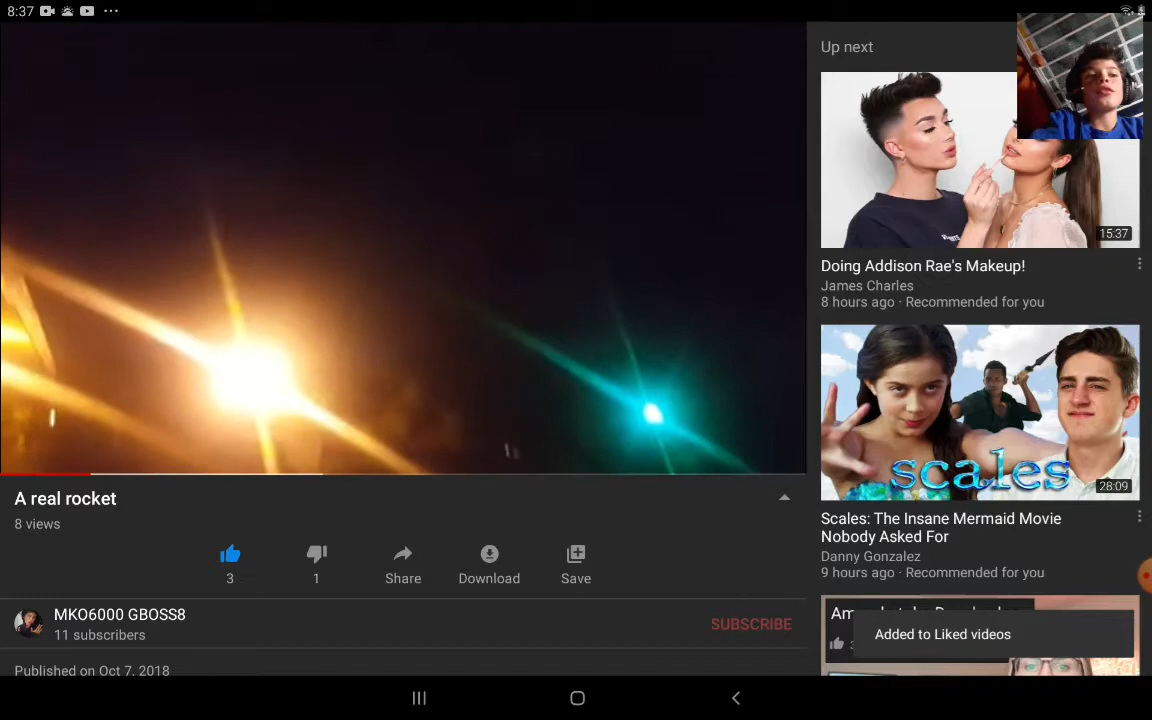 8:37
Up next
15:37
Doing Addison Rae's Makeup!
James Charles
8 hours ago · Recommended for you
scales
28:09
Scales: The Insane Mermaid Movie
Nobody Asked For
Danny Gonzalez
9 hours ago · Recommended for you
Added to Liked videos
A real rocket
8 views
3
1
Share
Download
Save
MKO6000 GBOSS8
11 subscribers
SUBSCRIBE
Published on Oct 7, 2018